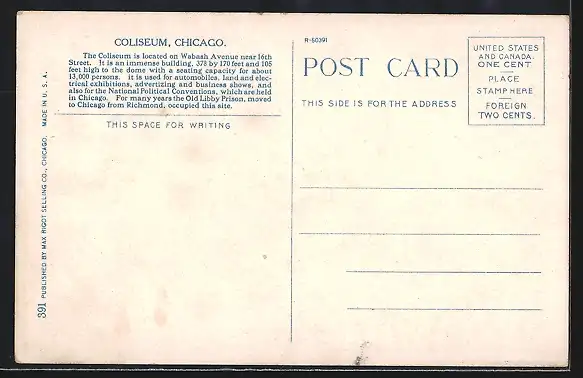 COLISEUM, CHICAGO.
The Coliseum is located on Wabash Avenue near 16th
Street. It is an immense building, 378 by 170 feet and 106
feet high to the dome with a seating capacity for about
13,000 persons. it is used for automobiles, land and elec-
trical exhibitions, advertizing and business shows, and
also for the National Political Conventions, which are held
in Chicago. For many years the Old Libby Prison, moved
to Chicago from Richmond, occupied this site.
THIS SPACE FOR WRITING
391 PUBLISHED BY MAX RIGOT SELLING CO., CHICAGO. MADE IN U. S. A.
R-50391
POST CARD
THIS SIDE IS FOR THE ADDRESS
UNITED STATES
AND CANADA.
ONE CENT
PLACE
STAMP HERE
FOREIGN
TWO CENTS.